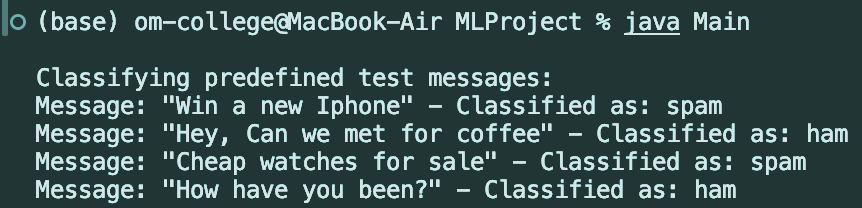 (base) om-college@MacBook-Air MLProject % java Main
Classifying predefined test messages:
Message: "Win a new Iphone" – Classified as: spam
Message: "Hey, Can we met for coffee" – Classified as: ham
Message: "Cheap watches for sale" – Classified as: spam
Message: "How have you been?" – Classified as: ham